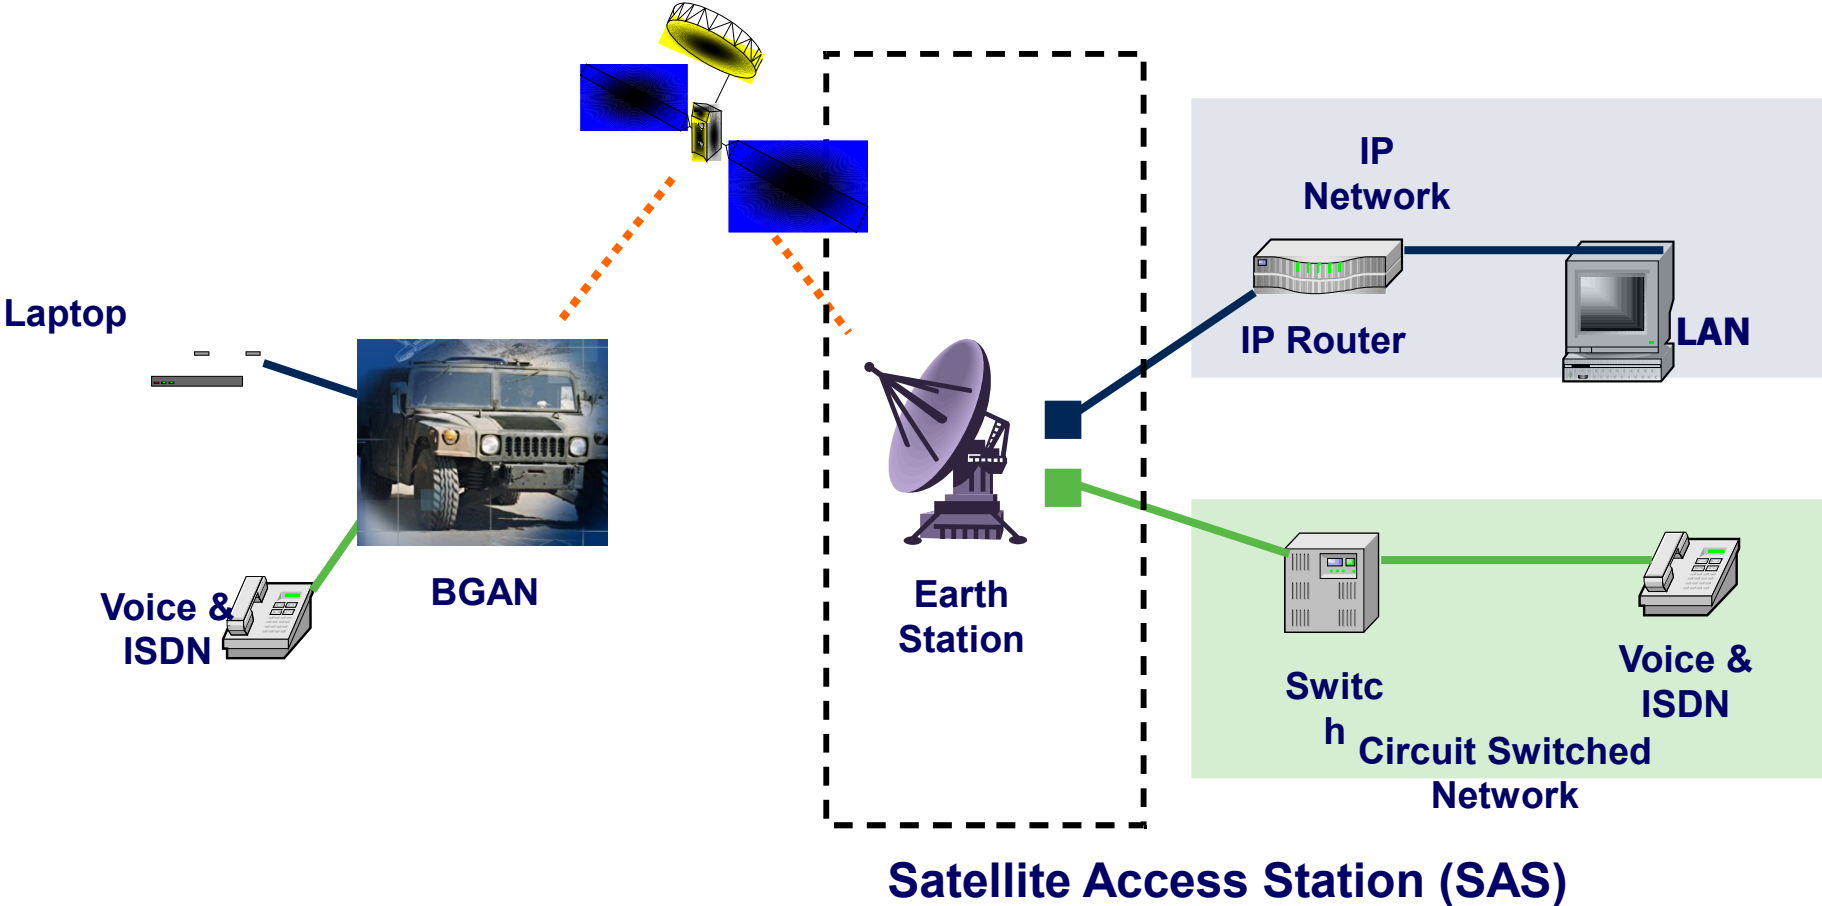 Laptop
Voice &
ISDN
BGAN
Earth
Station
IP
Network
IP Router
LAN
Switc
h
Voice &
ISDN
Circuit Switched
Network
Satellite Access Station (SAS)